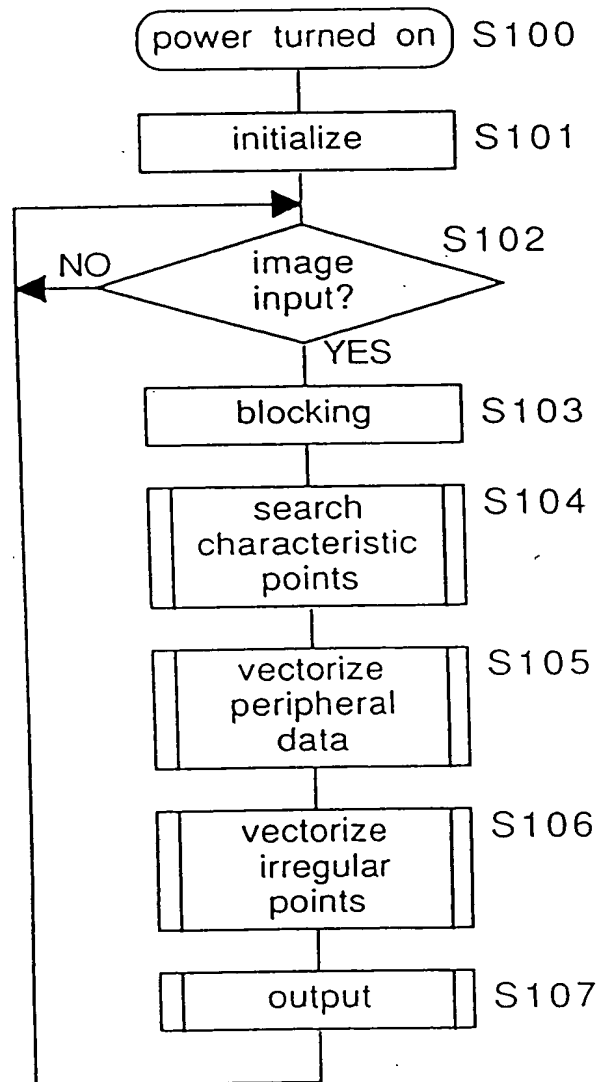 power turned on S100
initialize S101
S102
image
NO
input?
YES
blocking S103
search S104
characteristic
points
vectorize S105
peripheral
data
vectorize S106
irregular
points
output S107